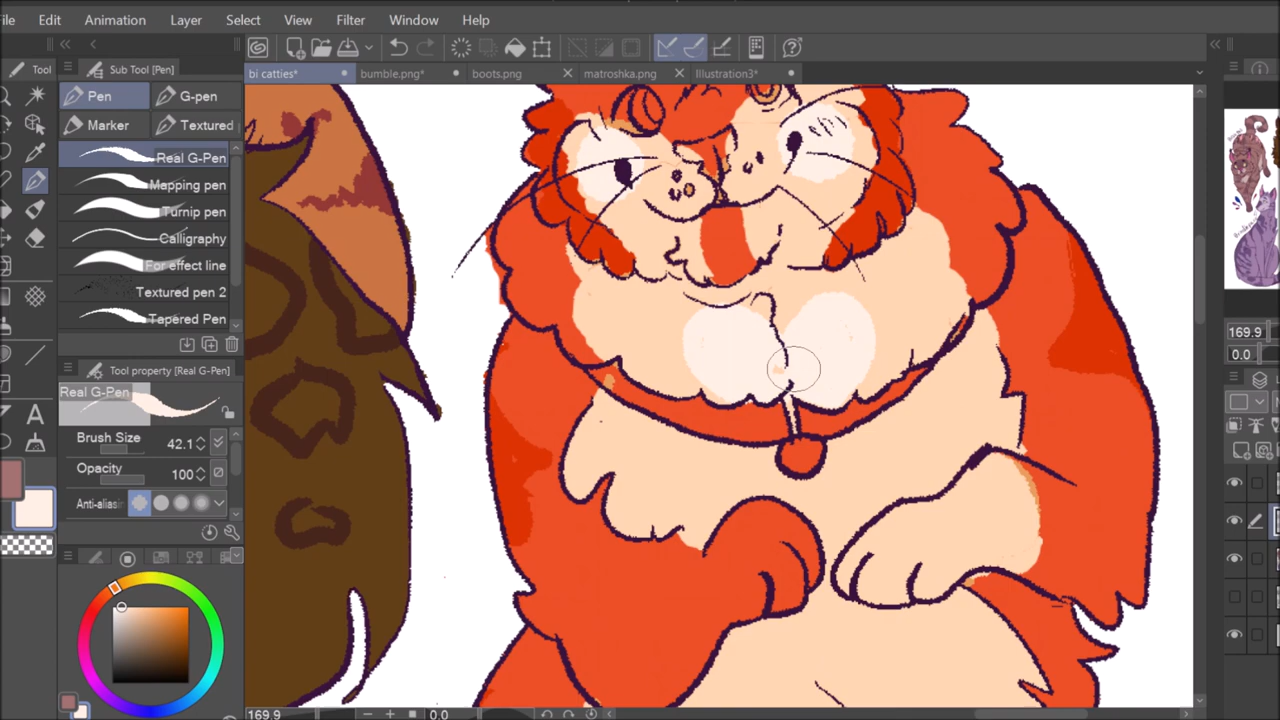 ile Edit Animation Layer Select View Filter Window Help
Tool Sub Tool [Pen] bi catties* bumble.png* boots.png matroshka.png Illustration3*
Pen G-pen
Marker Textured
Real G-Pen
Mapping pen
Turnip pen
Calligraphy
For effect line
Textured pen 2
Tapered Pen
Tool property [Real G-Pen]
Real G-Pen
Brush Size 42.1
Opacity 100
Anti-alias
169.9
0.0
169.9 0.0